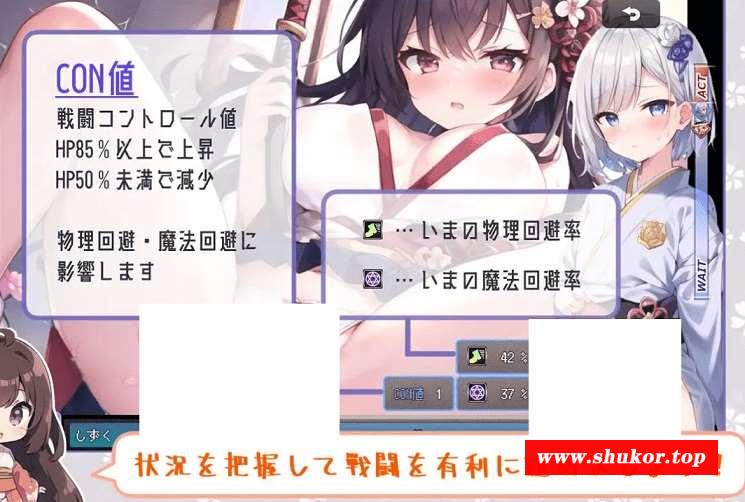 CON値
戦闘コントロール値
HP85%以上で上昇
HP50%未満で減少
物理回避・魔法回避に
影響します
ACT
… いまの物理回避率
… いまの魔法回避率
WAIT
42 %
CON値 1
37 %
しずく
状況を把握して戦闘を有利に
www.shukor.top
!